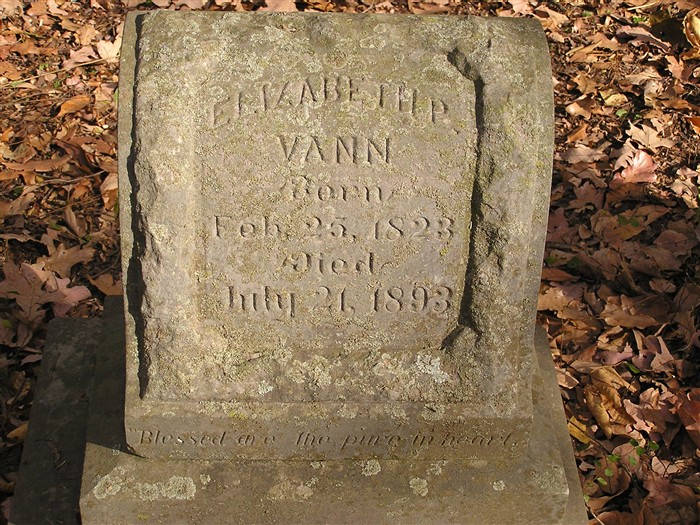 ELIZABETH P.
VANN
Born
Feb. 25, 1823
Died
July 21, 1893
Blessed are the pure in heart.